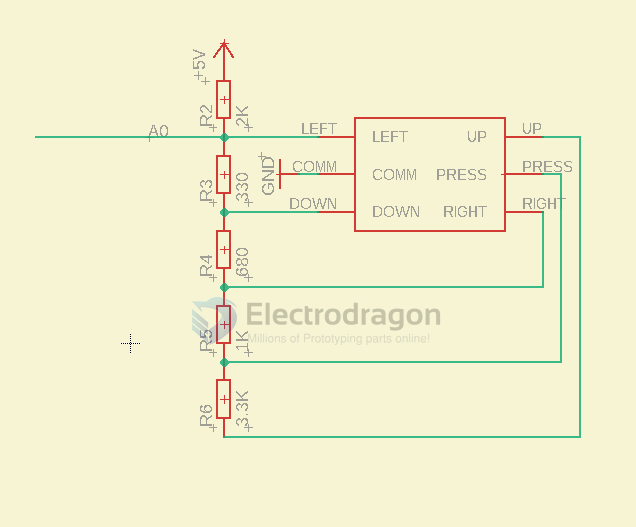 +5V
R2
2K
A0
LEFT
LEFT
UP
UP
GND
COMM
COMM
PRESS
PRESS
R3
330
DOWN
DOWN
RIGHT
RIGHT
R4
680
Electrodragon
Millions of Prototyping parts online!
R5
1K
R6
3.3K